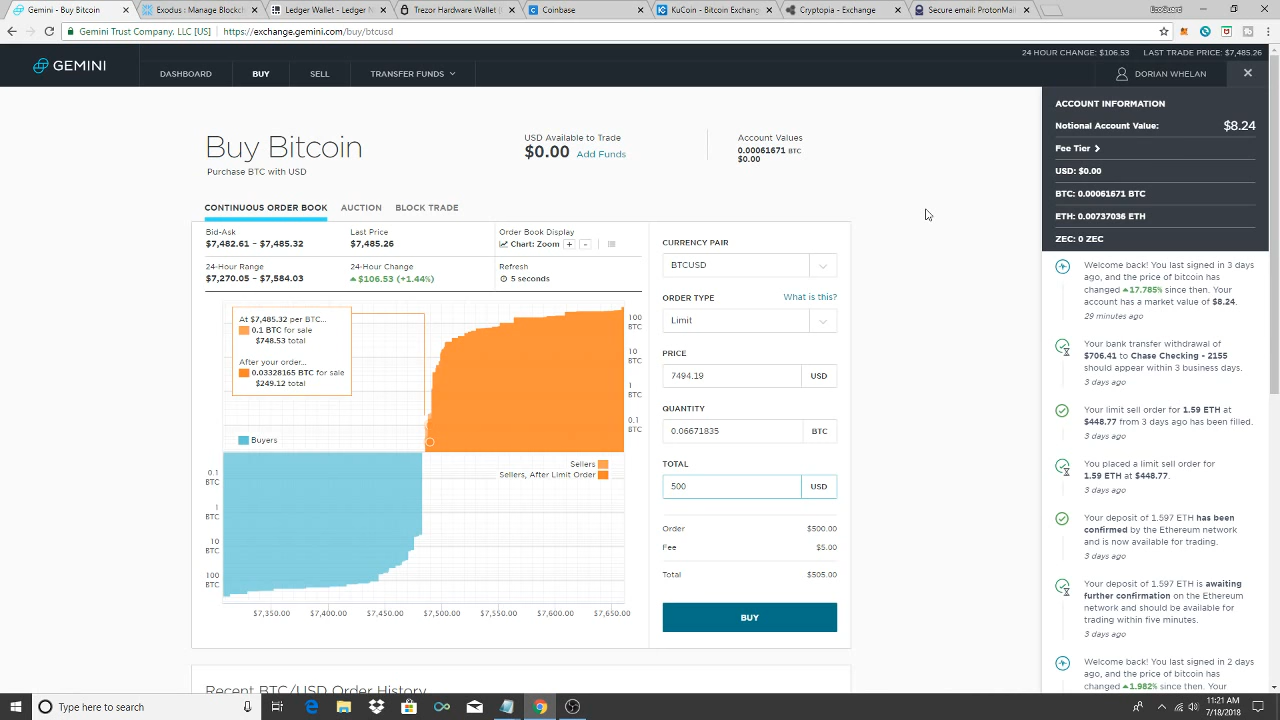 Gemini - Buy Bitcoin
Exodus: Manage Blockcha
Ledger Wallet - Ledger N
Trezor Hardware Wallet (
Coinbase
KuCoin - Bitcoin Exchang
Cryptopia - Exchange
Secure email: ProtonMail
Gemini Trust Company, LLC [US]
https://exchange.gemini.com/buy/btcusd
24 HOUR CHANGE: $106.53 LAST TRADE PRICE: $7,485.26
GEMINI
DASHBOARD
BUY
SELL
TRANSFER FUNDS
DORIAN WHELAN
Buy Bitcoin
Purchase BTC with USD
USD Available to Trade
$0.00 Add Funds
Account Values
0.00061671 BTC
$0.00
CONTINUOUS ORDER BOOK
AUCTION
BLOCK TRADE
Bid-Ask
$7,482.61 – $7,485.32
Last Price
$7,485.26
Order Book Display
Chart: Zoom + -
24-Hour Range
$7,270.05 – $7,584.03
24-Hour Change
$106.53 (+1.44%)
Refresh
5 seconds
At $7,485.32 per BTC...
0.1 BTC for sale
$748.53 total
After your order...
0.03328165 BTC for sale
$249.12 total
100
BTC
10
BTC
1
BTC
0.1
BTC
Buyers
Sellers
Sellers, After Limit Order
0.1
BTC
1
BTC
10
BTC
100
BTC
$7,350.00
$7,400.00
$7,450.00
$7,500.00
$7,550.00
$7,600.00
$7,650.00
CURRENCY PAIR
BTCUSD
ORDER TYPE
What is this?
Limit
PRICE
7494.19
USD
QUANTITY
0.06671835
BTC
TOTAL
500
USD
Order $500.00
Fee $5.00
Total $505.00
BUY
Recent BTC/USD Order History
ACCOUNT INFORMATION
Notional Account Value: $8.24
Fee Tier
USD: $0.00
BTC: 0.00061671 BTC
ETH: 0.00737036 ETH
ZEC: 0 ZEC
Welcome back! You last signed in 3 days
ago, and the price of bitcoin has
changed 17.785% since then. Your
account has a market value of $8.24.
29 minutes ago
Your bank transfer withdrawal of
$706.41 to Chase Checking - 2155
should appear within 3 business days.
3 days ago
Your limit sell order for 1.59 ETH at
$448.77 from 3 days ago has been filled.
3 days ago
You placed a limit sell order for
1.59 ETH at $448.77.
3 days ago
Your deposit of 1.597 ETH has been
confirmed by the Ethereum network
and is now available for trading.
3 days ago
Your deposit of 1.597 ETH is awaiting
further confirmation on the Ethereum
network and should be available for
trading within five minutes.
3 days ago
Welcome back! You last signed in 2 days
ago, and the price of bitcoin has
changed 1.982% since then. Your
Type here to search
11:21 AM
7/18/2018